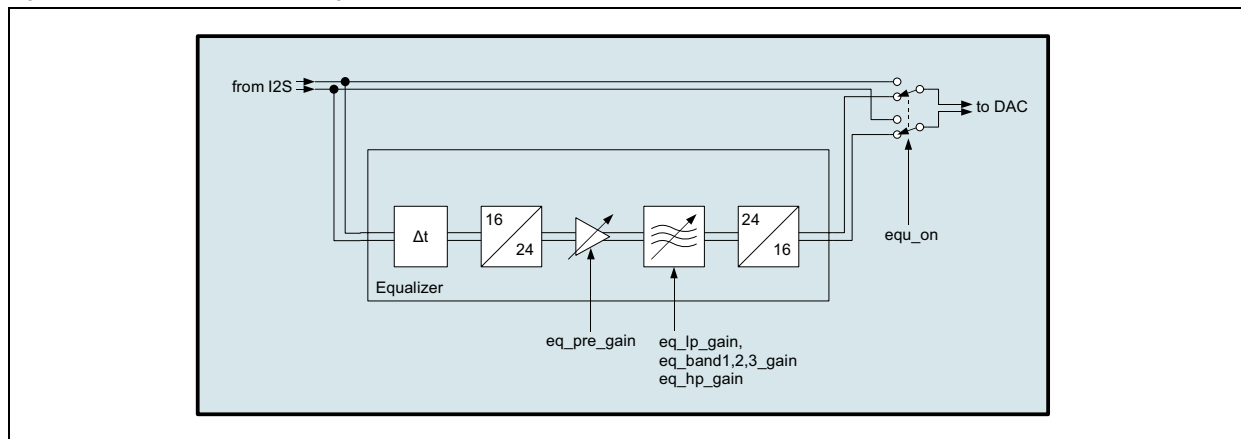 from I2S
to DAC
Δt
16
24
24
16
equ_on
Equalizer
eq_pre_gain
eq_lp_gain,
eq_band1,2,3_gain
eq_hp_gain